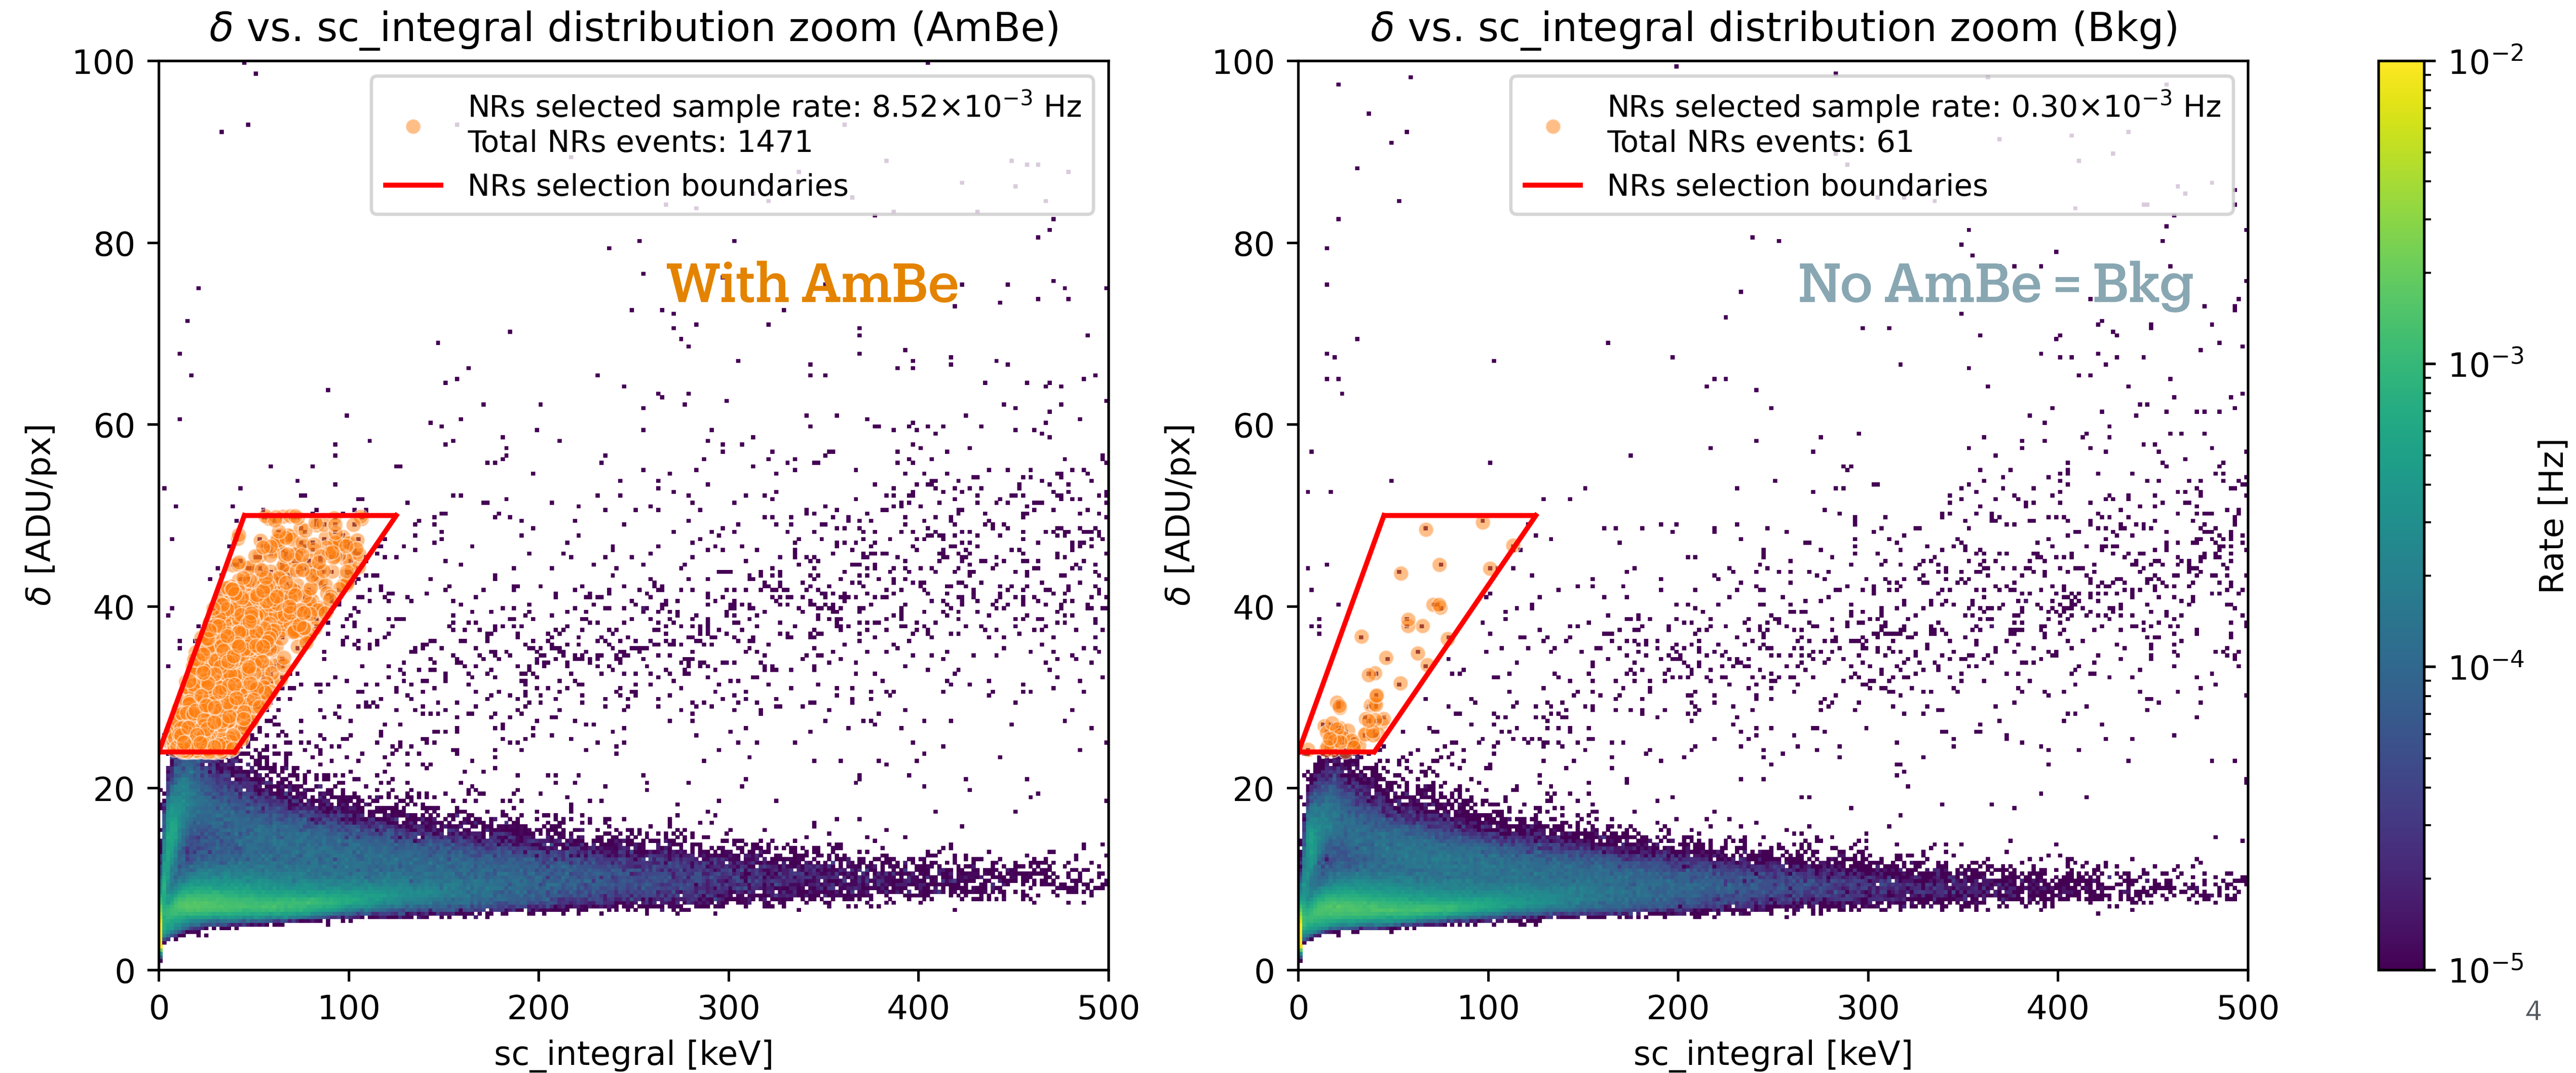 δ vs. sc_integral distribution zoom (AmBe)
100
80
60
40
20
0
δ [ADU/px]
NRs selected sample rate: 8.52×10⁻³ Hz
Total NRs events: 1471
NRs selection boundaries
With AmBe
0 100 200 300 400 500
sc_integral [keV]
δ vs. sc_integral distribution zoom (Bkg)
100
80
60
40
20
0
δ [ADU/px]
NRs selected sample rate: 0.30×10⁻³ Hz
Total NRs events: 61
NRs selection boundaries
No AmBe = Bkg
0 100 200 300 400 500
sc_integral [keV]
10⁻²
10⁻³
10⁻⁴
10⁻⁵
Rate [Hz]
4